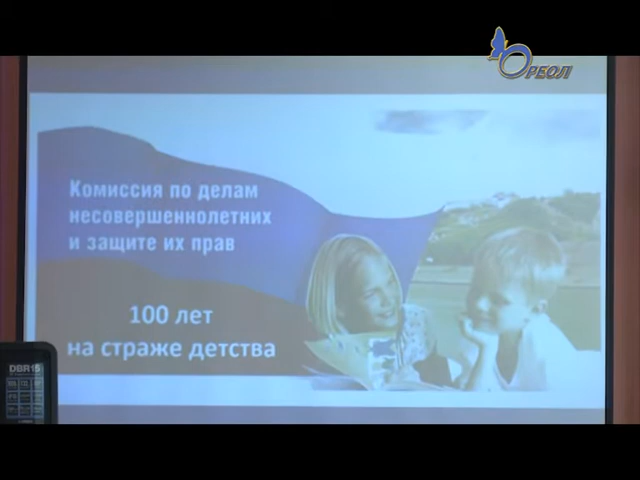 ОРЕОЛ
Комиссия по делам
несовершеннолетних
и защите их прав
100 лет
на страже детства
DBR15